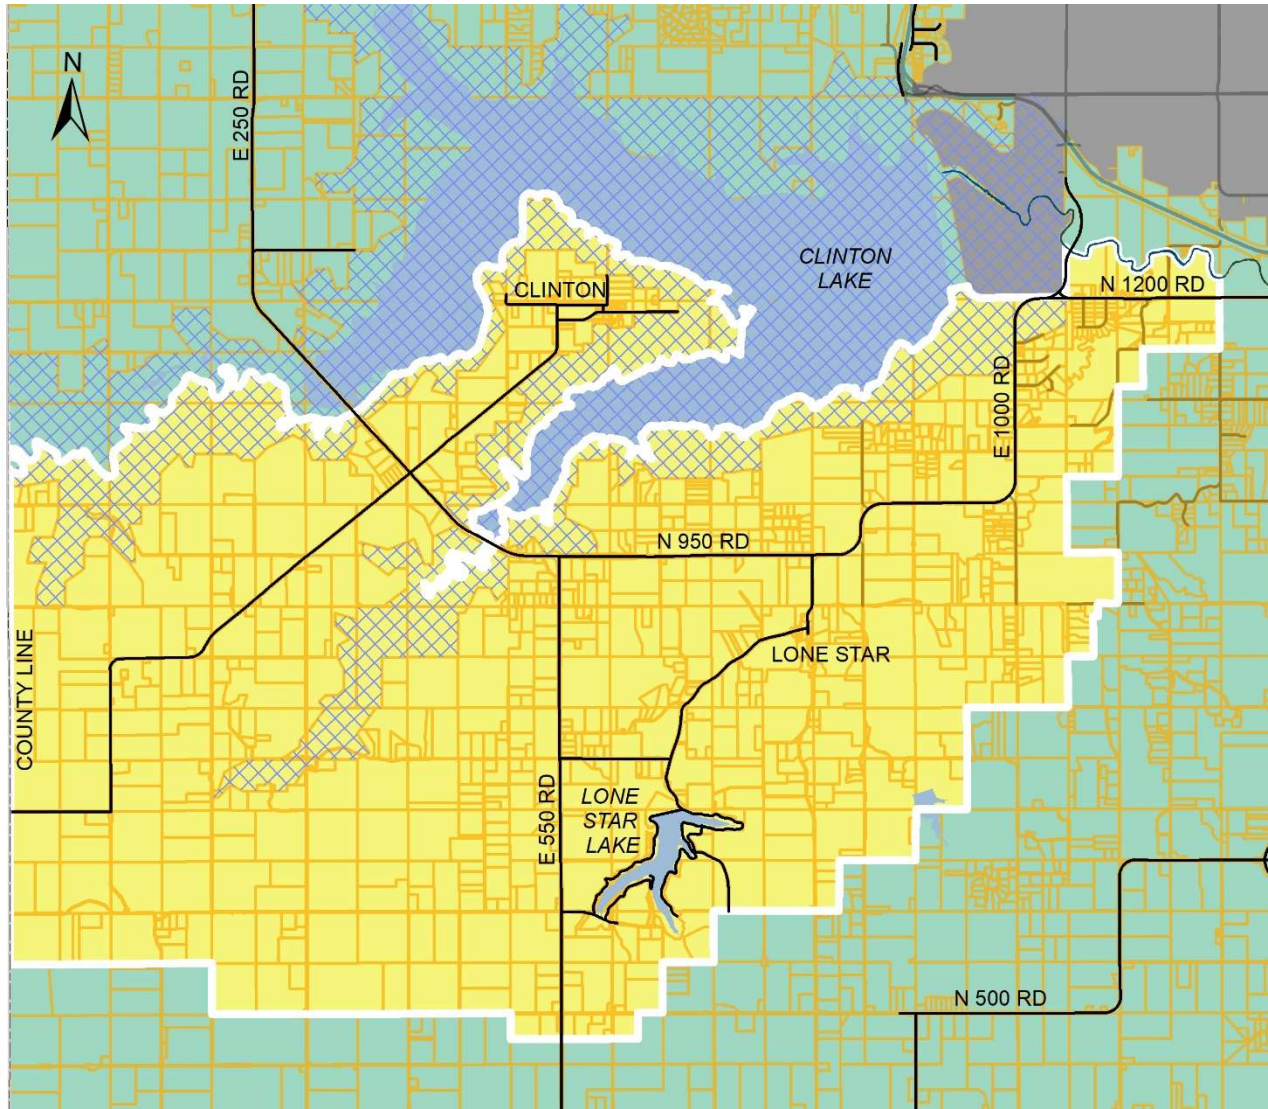 N
E 250 RD
CLINTON
LAKE
CLINTON
N 1200 RD
E 1000 RD
N 950 RD
LONE STAR
COUNTY LINE
LONE
STAR
LAKE
E 550 RD
N 500 RD